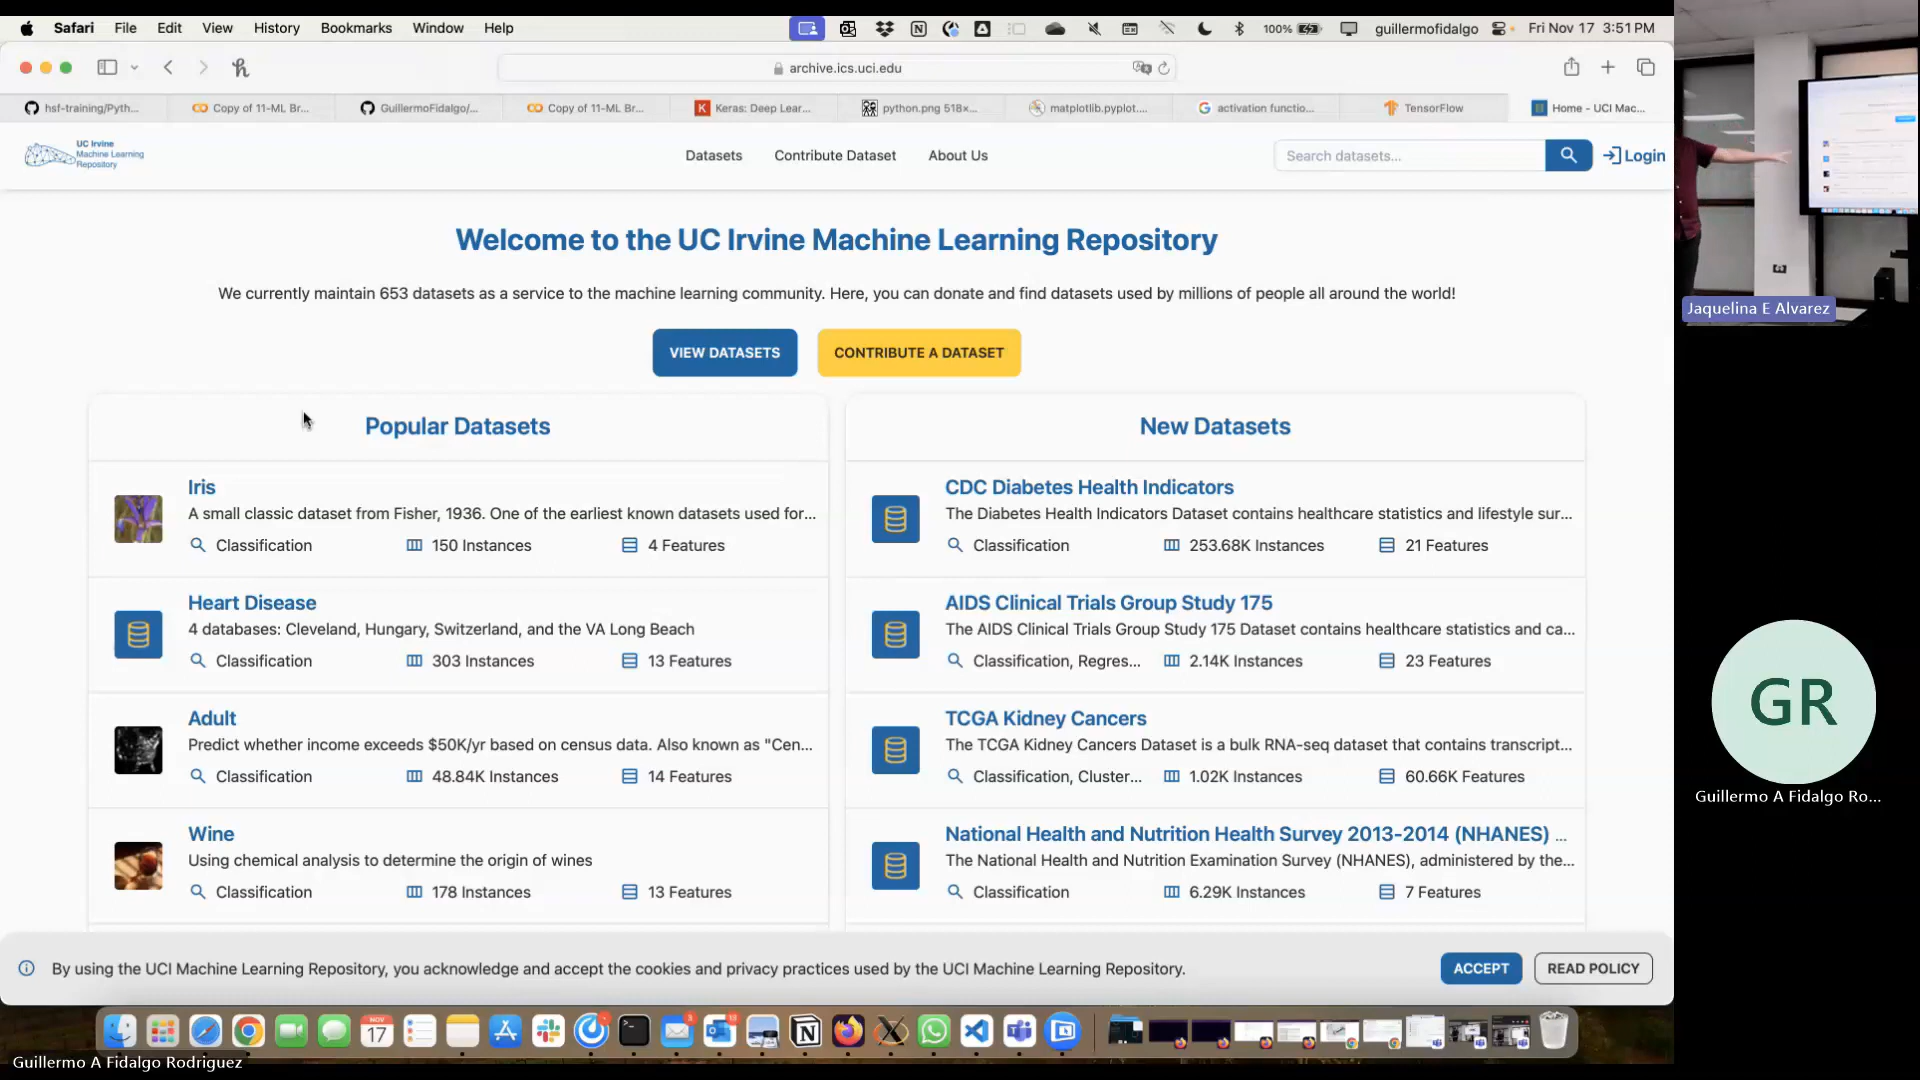 Safari File Edit View History Bookmarks Window Help 100% guillermofidalgo Fri Nov 17 3:51 PM
archive.ics.uci.edu
hsf-training/Pyth... Copy of 11-ML Br... GuillermoFidalgo/... Copy of 11-ML Br... Keras: Deep Lear... python.png 518×... matplotlib.pyplot.... activation functio... TensorFlow Home - UCI Mac...
UC Irvine
Machine Learning
Repository
Datasets Contribute Dataset About Us Search datasets... Login
Welcome to the UC Irvine Machine Learning Repository
We currently maintain 653 datasets as a service to the machine learning community. Here, you can donate and find datasets used by millions of people all around the world!
VIEW DATASETS CONTRIBUTE A DATASET
Popular Datasets
Iris
A small classic dataset from Fisher, 1936. One of the earliest known datasets used for...
Classification 150 Instances 4 Features
Heart Disease
4 databases: Cleveland, Hungary, Switzerland, and the VA Long Beach
Classification 303 Instances 13 Features
Adult
Predict whether income exceeds $50K/yr based on census data. Also known as "Cen...
Classification 48.84K Instances 14 Features
Wine
Using chemical analysis to determine the origin of wines
Classification 178 Instances 13 Features
New Datasets
CDC Diabetes Health Indicators
The Diabetes Health Indicators Dataset contains healthcare statistics and lifestyle sur...
Classification 253.68K Instances 21 Features
AIDS Clinical Trials Group Study 175
The AIDS Clinical Trials Group Study 175 Dataset contains healthcare statistics and ca...
Classification, Regres... 2.14K Instances 23 Features
TCGA Kidney Cancers
The TCGA Kidney Cancers Dataset is a bulk RNA-seq dataset that contains transcript...
Classification, Cluster... 1.02K Instances 60.66K Features
National Health and Nutrition Health Survey 2013-2014 (NHANES) ...
The National Health and Nutrition Examination Survey (NHANES), administered by the...
Classification 6.29K Instances 7 Features
By using the UCI Machine Learning Repository, you acknowledge and accept the cookies and privacy practices used by the UCI Machine Learning Repository.
ACCEPT READ POLICY
NOV
17
Guillermo A Fidalgo Rodriguez
Jaquelina E Alvarez
GR
Guillermo A Fidalgo Ro...